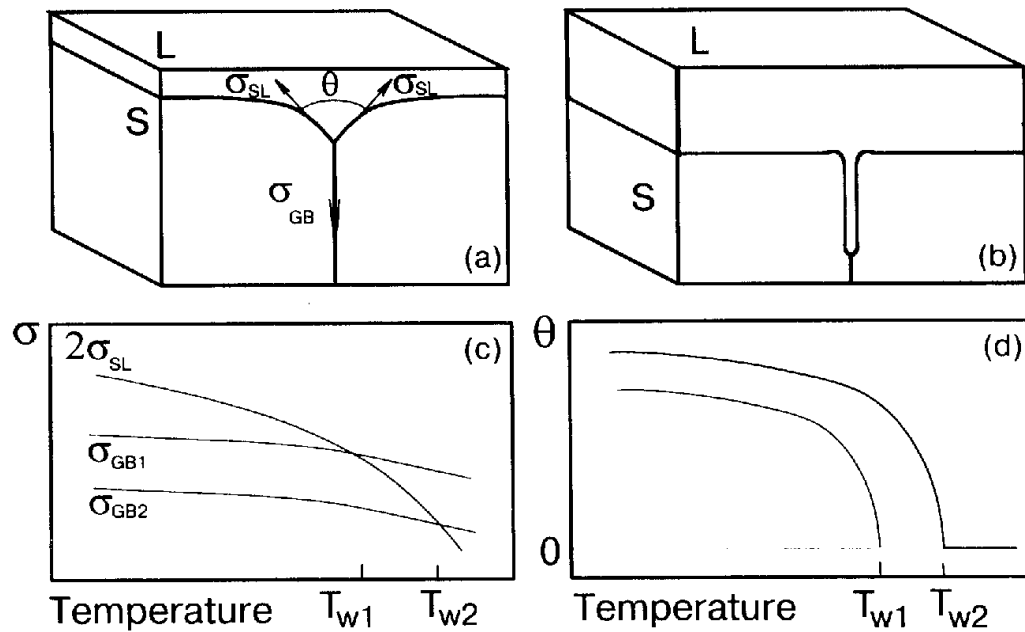 L
σSL θ σSL
S
σGB
(a)
L
S
(b)
σ 2σSL (c)
σGB1
σGB2
Temperature Tw1 Tw2
θ (d)
0
Temperature Tw1 Tw2